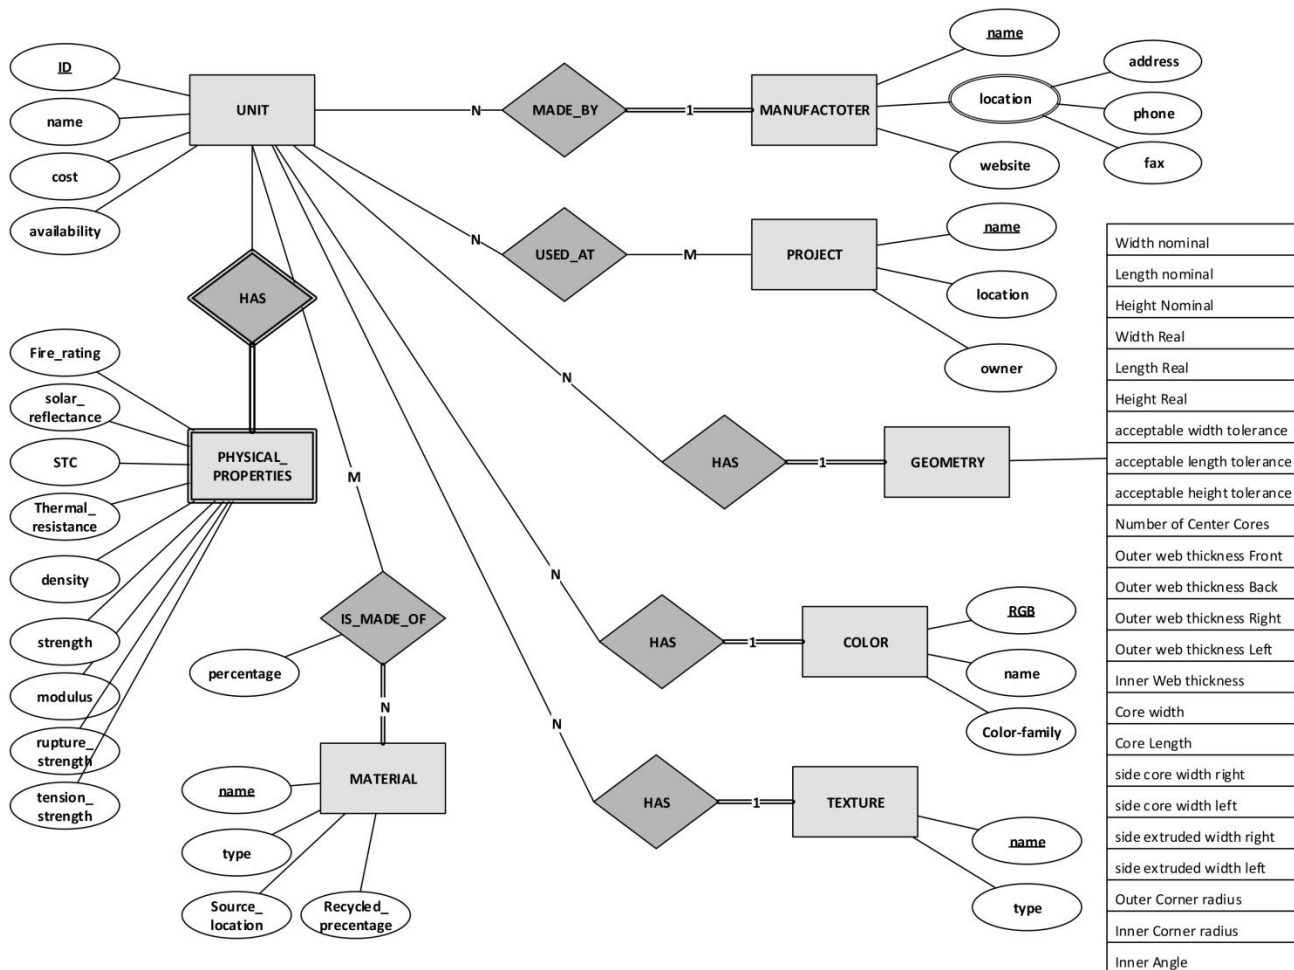 ID
name
cost
availability
UNIT
N
MADE_BY
1
MANUFACTOTER
name
location
website
address
phone
fax
N
USED_AT
M
PROJECT
name
location
owner
HAS
Fire_rating
solar_
reflectance
STC
Thermal_
resistance
density
strength
modulus
rupture_
strength
tension_
strength
PHYSICAL_
PROPERTIES
N
HAS
1
GEOMETRY
Width nominal
Length nominal
Height Nominal
Width Real
Length Real
Height Real
acceptable width tolerance
acceptable length tolerance
acceptable height tolerance
Number of Center Cores
Outer web thickness Front
Outer web thickness Back
Outer web thickness Right
Outer web thickness Left
Inner Web thickness
Core width
Core Length
side core width right
side core width left
side extruded width right
side extruded width left
Outer Corner radius
Inner Corner radius
Inner Angle
M
IS_MADE_OF
percentage
N
MATERIAL
name
type
Source_
location
Recycled_
precentage
N
HAS
1
COLOR
RGB
name
Color-family
N
HAS
1
TEXTURE
name
type